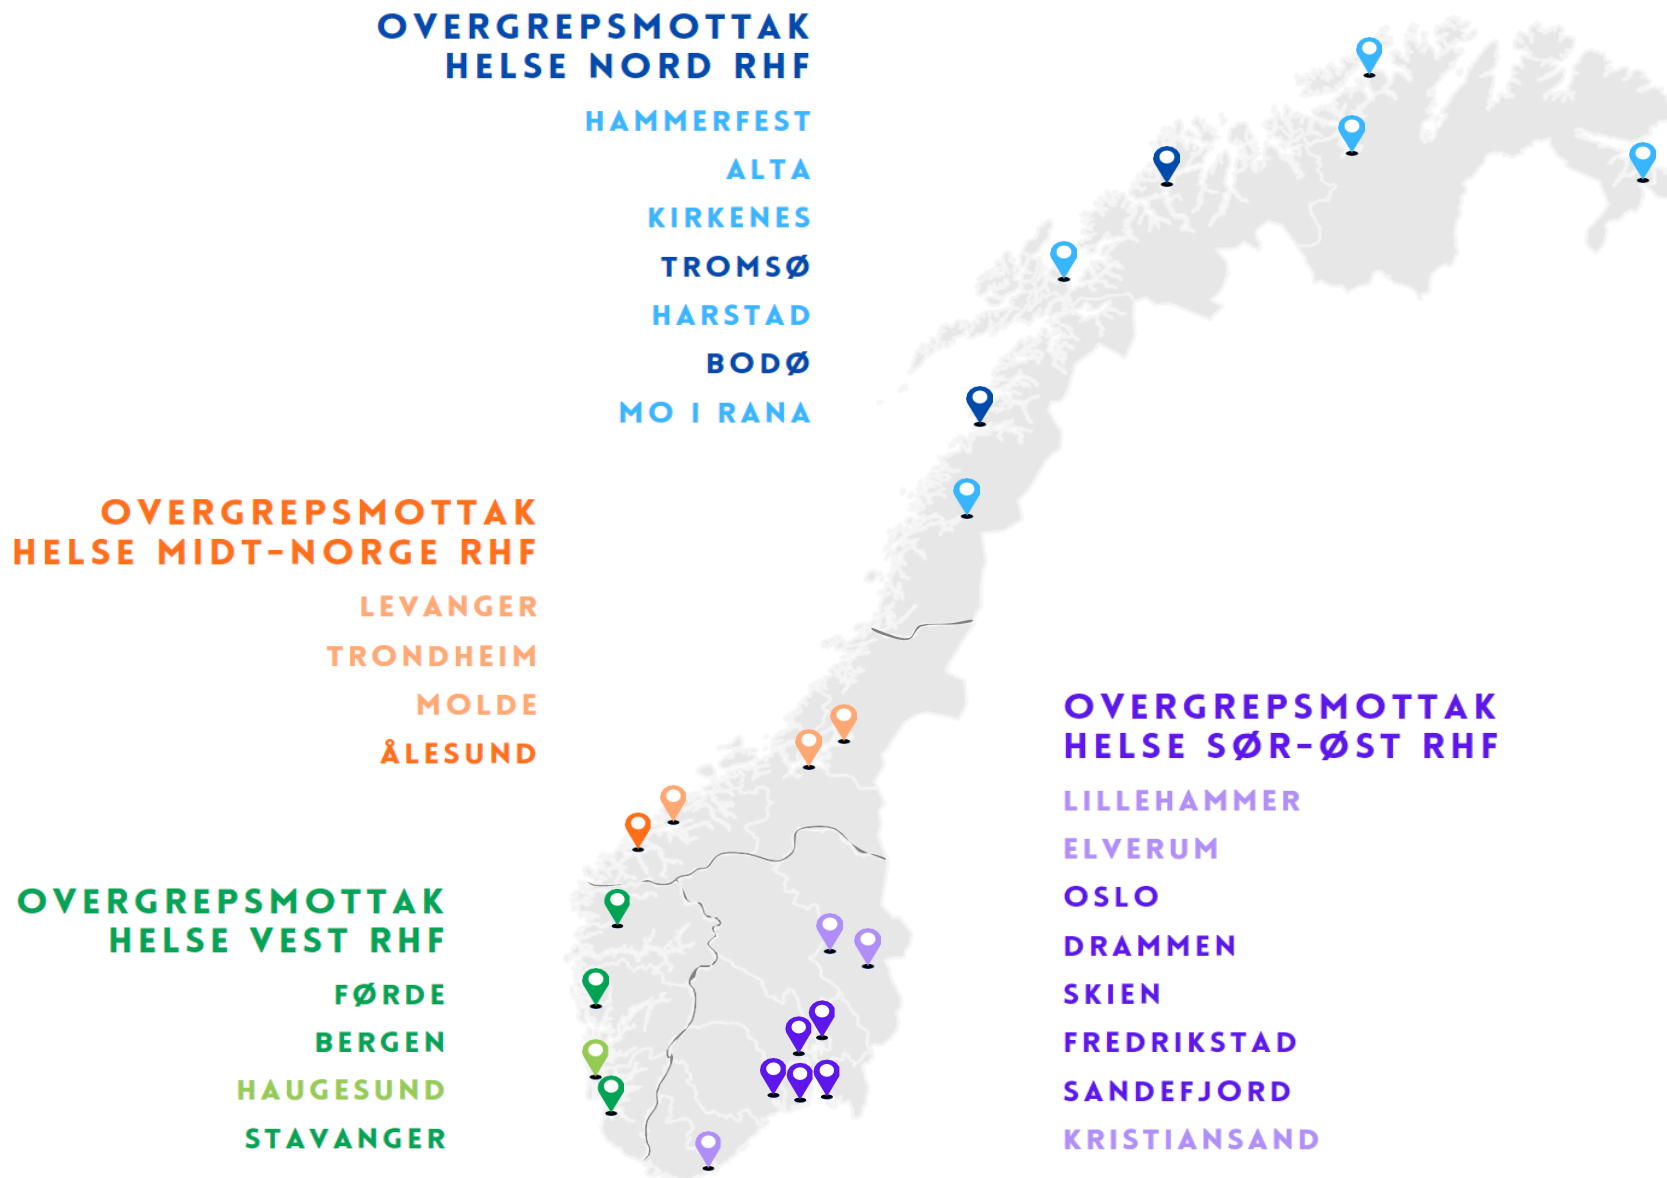 OVERGREPSMOTTAK
HELSE NORD RHF
HAMMERFEST
ALTA
KIRKENES
TROMSØ
HARSTAD
BODØ
MO I RANA
OVERGREPSMOTTAK
HELSE MIDT-NORGE RHF
LEVANGER
TRONDHEIM
MOLDE
ÅLESUND
OVERGREPSMOTTAK
HELSE VEST RHF
FØRDE
BERGEN
HAUGESUND
STAVANGER
OVERGREPSMOTTAK
HELSE SØR-ØST RHF
LILLEHAMMER
ELVERUM
OSLO
DRAMMEN
SKIEN
FREDRIKSTAD
SANDEFJORD
KRISTIANSAND